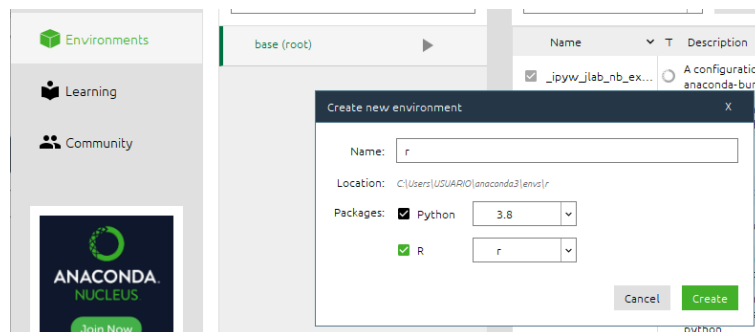 Environments
Learning
Community
ANACONDA.
NUCLEUS
Join Now
base (root)
Name T Description
_ipyw_jlab_nb_ex... A configuratio
anaconda-bur
Create new environment X
Name: r
Location: C:\Users\USUARIO\anaconda3\envs\r
Packages: Python 3.8
R r
Cancel Create
python